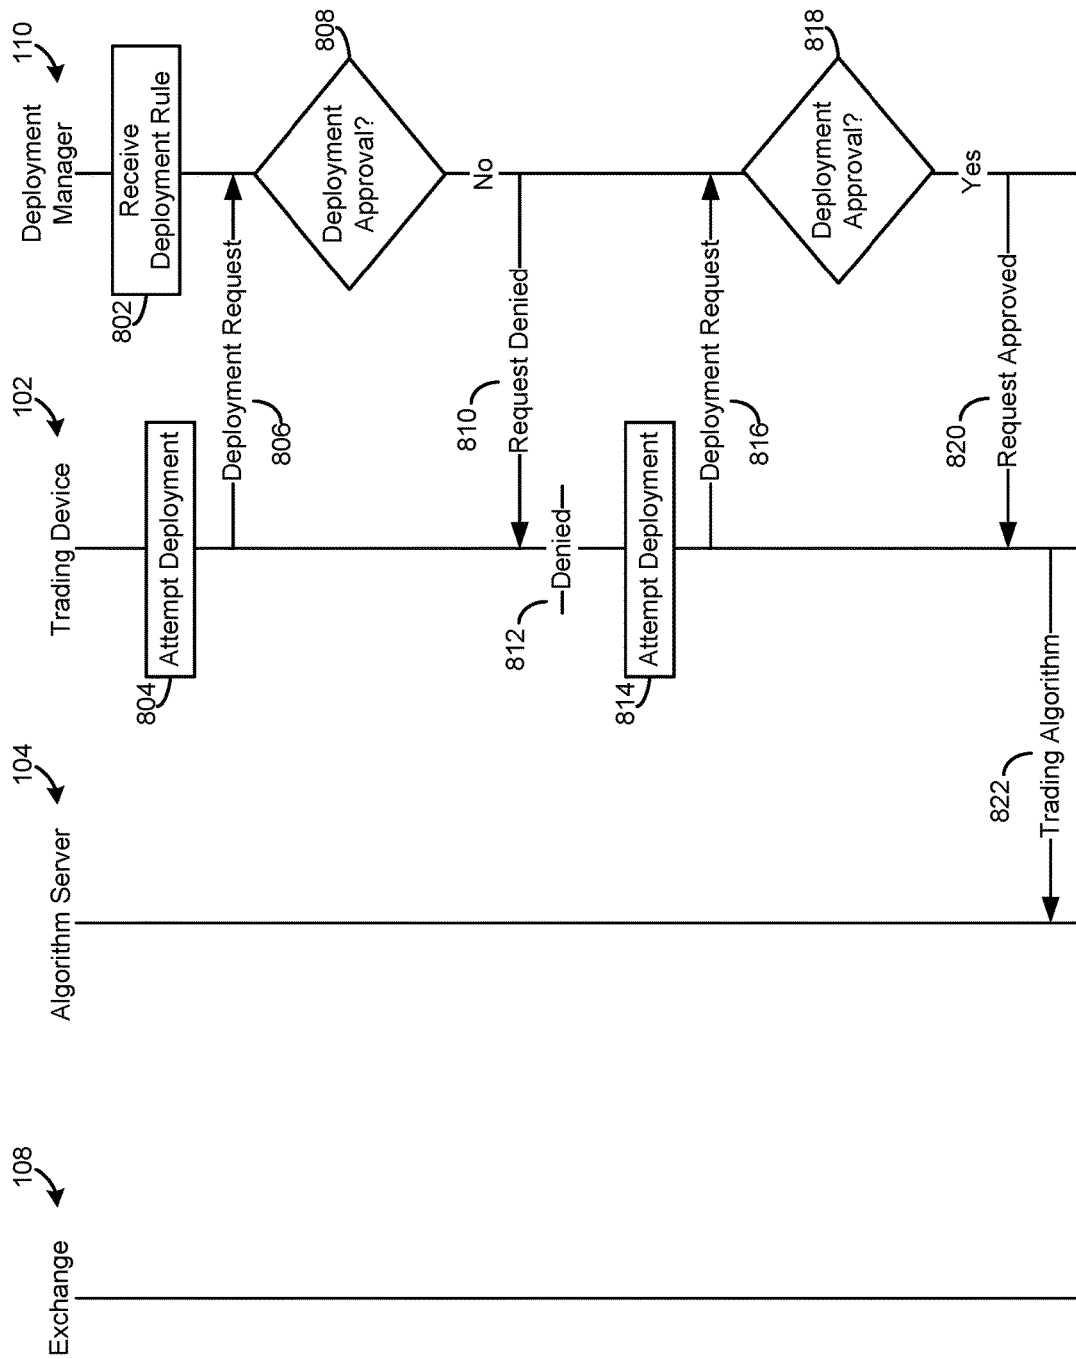 Exchange
108
Algorithm Server
104
Trading Device
102
Deployment
Manager
110
Receive
Deployment Rule
802
Attempt Deployment
804
Deployment Request
806
Deployment
Approval?
808
No
Request Denied
810
Denied
812
Attempt Deployment
814
Deployment Request
816
Deployment
Approval?
818
Yes
Request Approved
820
Trading Algorithm
822